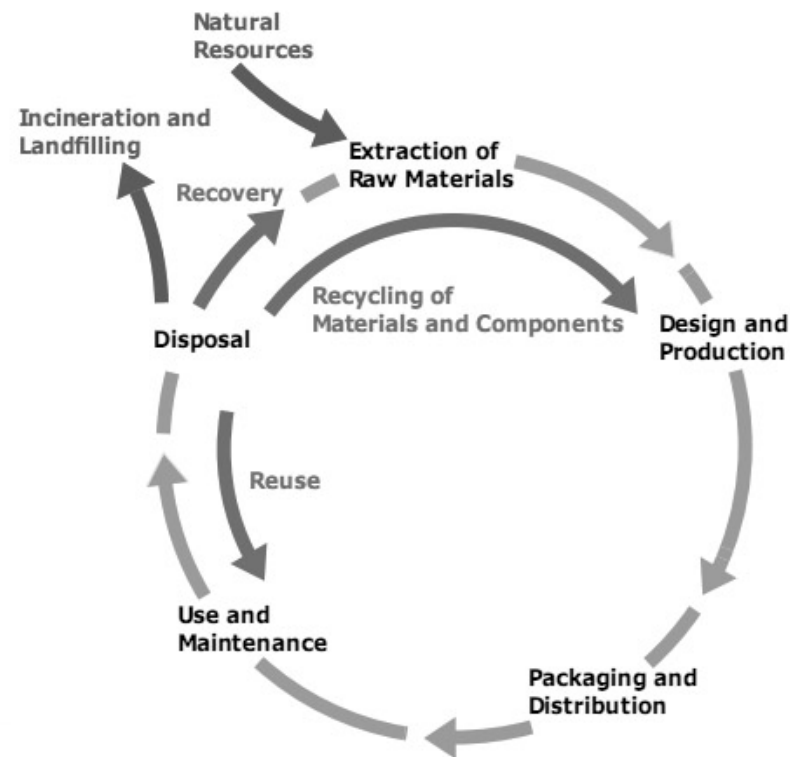 Natural
Resources
Incineration and
Landfilling
Extraction of
Raw Materials
Recovery
Recycling of
Materials and Components
Design and
Production
Disposal
Reuse
Use and
Maintenance
Packaging and
Distribution